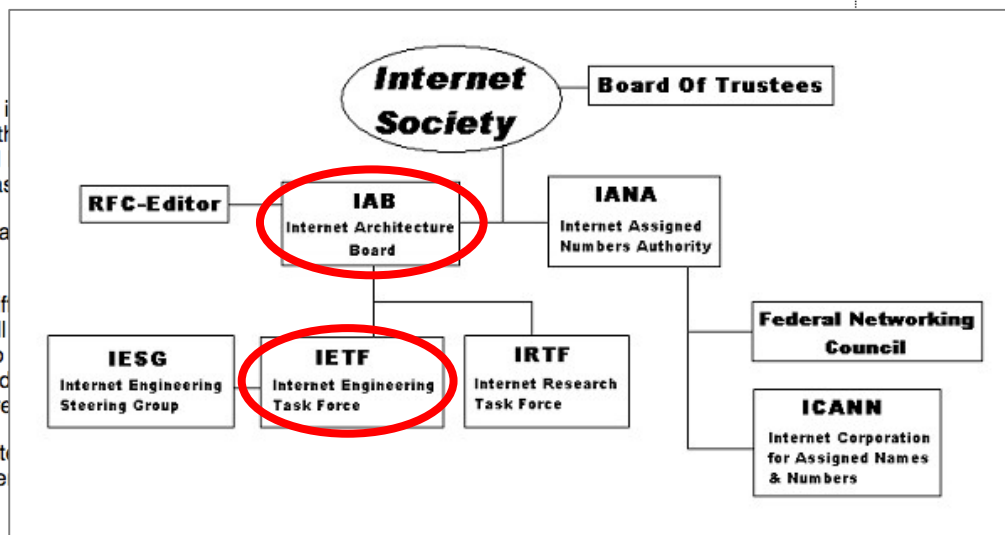 Internet
Society
Board Of Trustees
RFC-Editor
IAB
Internet Architecture
Board
IANA
Internet Assigned
Numbers Authority
IESG
Internet Engineering
Steering Group
IETF
Internet Engineering
Task Force
IRTF
Internet Research
Task Force
Federal Networking
Council
ICANN
Internet Corporation
for Assigned Names
& Numbers